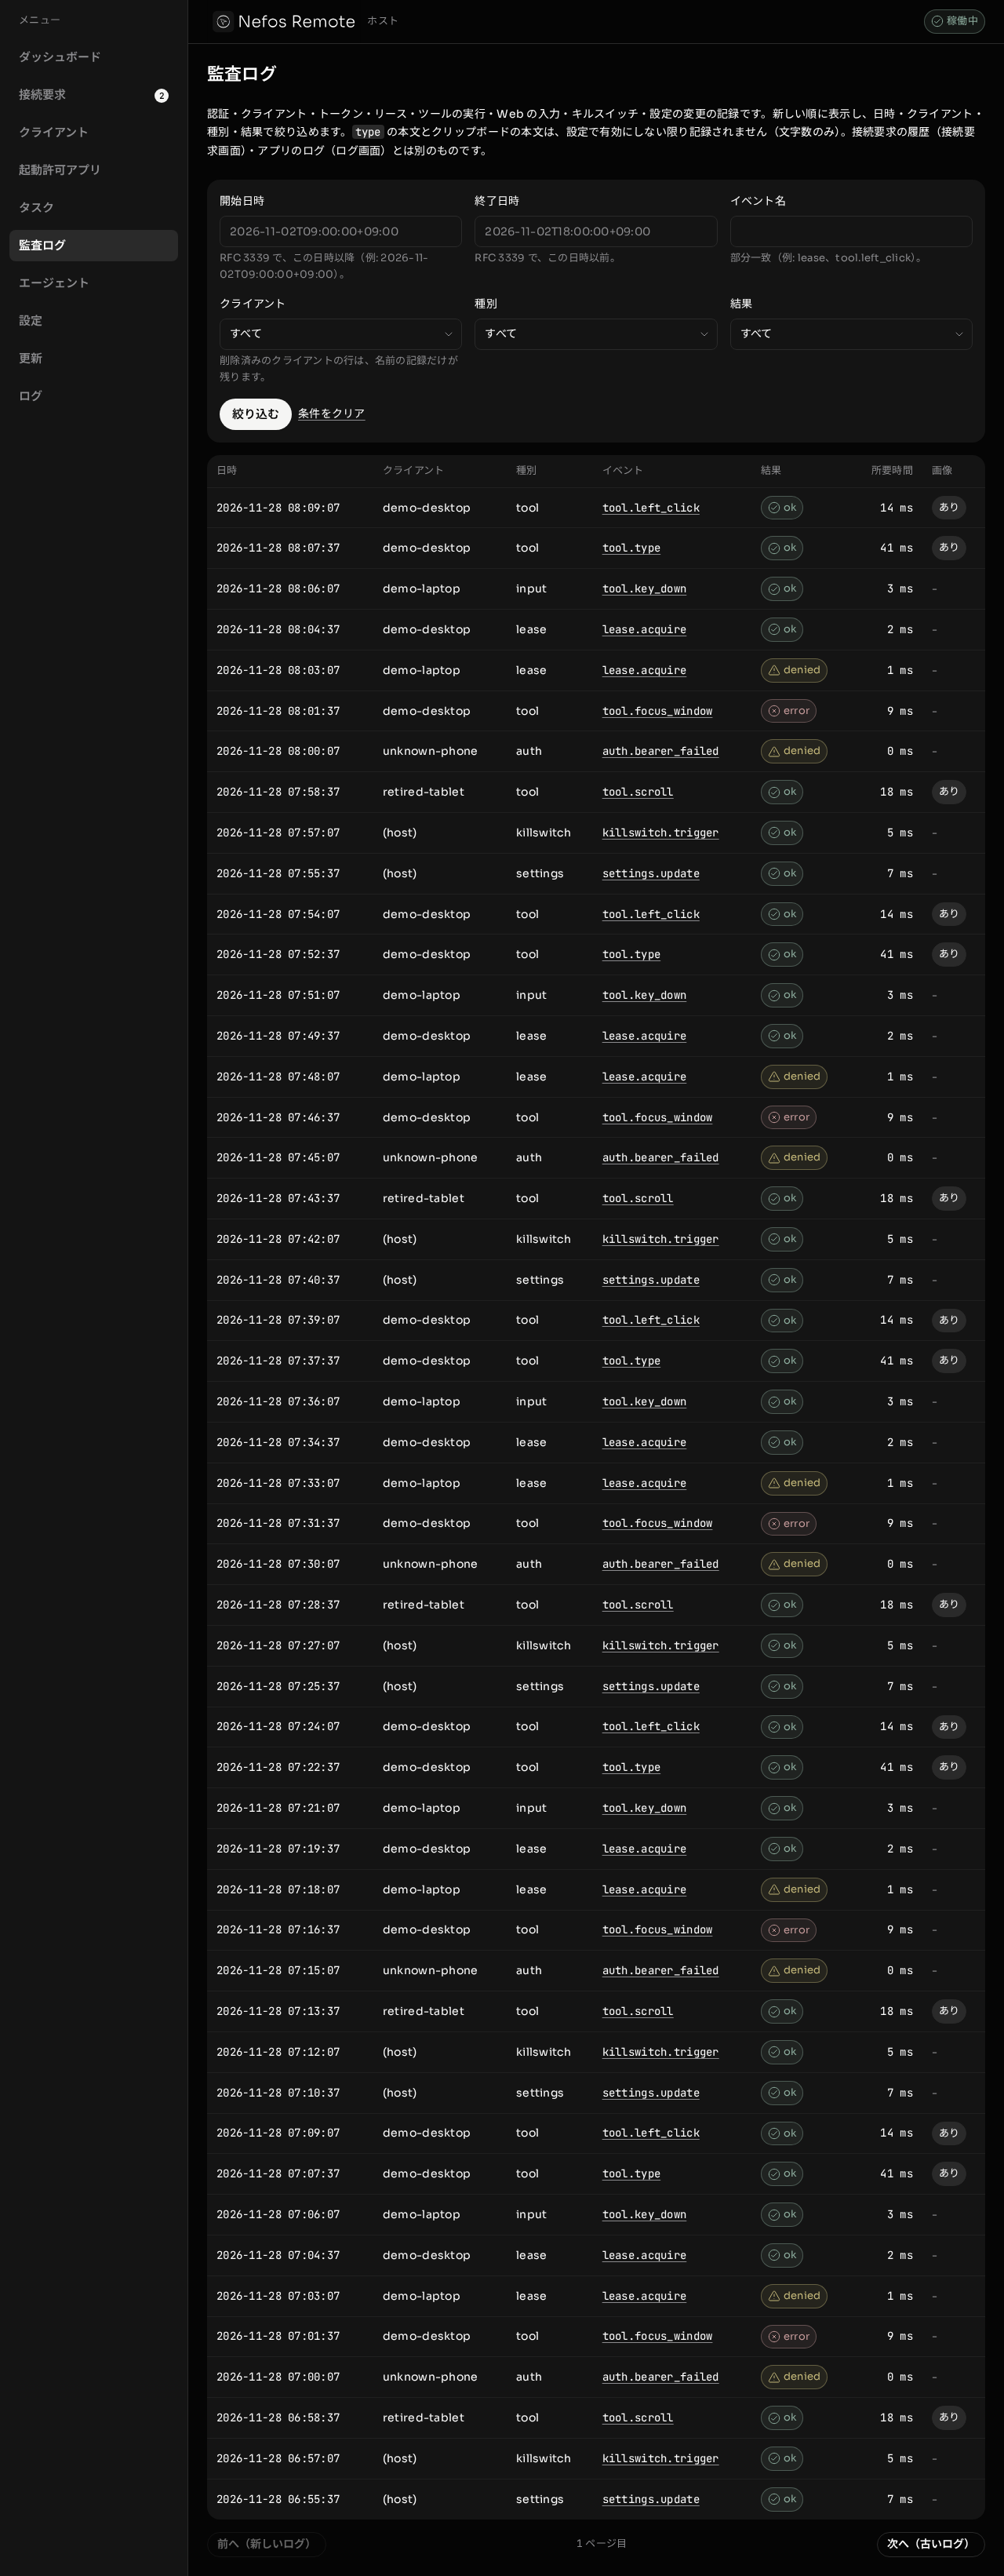 メニュー
ダッシュボード
接続要求 2
クライアント
起動許可アプリ
タスク
監査ログ
エージェント
設定
更新
ログ
Nefos Remote ホスト 稼働中
監査ログ
認証・クライアント・トークン・リース・ツールの実行・Web の入力・キルスイッチ・設定の変更の記録です。新しい順に表示し、日時・クライアント・
種別・結果で絞り込めます。type の本文とクリップボードの本文は、設定で有効にしない限り記録されません（文字数のみ）。接続要求の履歴（接続要
求画面）・アプリのログ（ログ画面）とは別のものです。
開始日時 終了日時 イベント名
2026-11-02T09:00:00+09:00 2026-11-02T18:00:00+09:00
RFC 3339 で、この日時以降（例: 2026-11- RFC 3339 で、この日時以前。 部分一致（例: lease、tool.left_click）。
02T09:00:00+09:00）。
クライアント 種別 結果
すべて すべて すべて
削除済みのクライアントの行は、名前の記録だけが
残ります。
絞り込む 条件をクリア
日時 クライアント 種別 イベント 結果 所要時間 画像
2026-11-28 08:09:07 demo-desktop tool tool.left_click ok 14 ms あり
2026-11-28 08:07:37 demo-desktop tool tool.type ok 41 ms あり
2026-11-28 08:06:07 demo-laptop input tool.key_down ok 3 ms -
2026-11-28 08:04:37 demo-desktop lease lease.acquire ok 2 ms -
2026-11-28 08:03:07 demo-laptop lease lease.acquire denied 1 ms -
2026-11-28 08:01:37 demo-desktop tool tool.focus_window error 9 ms -
2026-11-28 08:00:07 unknown-phone auth auth.bearer_failed denied 0 ms -
2026-11-28 07:58:37 retired-tablet tool tool.scroll ok 18 ms あり
2026-11-28 07:57:07 (host) killswitch killswitch.trigger ok 5 ms -
2026-11-28 07:55:37 (host) settings settings.update ok 7 ms -
2026-11-28 07:54:07 demo-desktop tool tool.left_click ok 14 ms あり
2026-11-28 07:52:37 demo-desktop tool tool.type ok 41 ms あり
2026-11-28 07:51:07 demo-laptop input tool.key_down ok 3 ms -
2026-11-28 07:49:37 demo-desktop lease lease.acquire ok 2 ms -
2026-11-28 07:48:07 demo-laptop lease lease.acquire denied 1 ms -
2026-11-28 07:46:37 demo-desktop tool tool.focus_window error 9 ms -
2026-11-28 07:45:07 unknown-phone auth auth.bearer_failed denied 0 ms -
2026-11-28 07:43:37 retired-tablet tool tool.scroll ok 18 ms あり
2026-11-28 07:42:07 (host) killswitch killswitch.trigger ok 5 ms -
2026-11-28 07:40:37 (host) settings settings.update ok 7 ms -
2026-11-28 07:39:07 demo-desktop tool tool.left_click ok 14 ms あり
2026-11-28 07:37:37 demo-desktop tool tool.type ok 41 ms あり
2026-11-28 07:36:07 demo-laptop input tool.key_down ok 3 ms -
2026-11-28 07:34:37 demo-desktop lease lease.acquire ok 2 ms -
2026-11-28 07:33:07 demo-laptop lease lease.acquire denied 1 ms -
2026-11-28 07:31:37 demo-desktop tool tool.focus_window error 9 ms -
2026-11-28 07:30:07 unknown-phone auth auth.bearer_failed denied 0 ms -
2026-11-28 07:28:37 retired-tablet tool tool.scroll ok 18 ms あり
2026-11-28 07:27:07 (host) killswitch killswitch.trigger ok 5 ms -
2026-11-28 07:25:37 (host) settings settings.update ok 7 ms -
2026-11-28 07:24:07 demo-desktop tool tool.left_click ok 14 ms あり
2026-11-28 07:22:37 demo-desktop tool tool.type ok 41 ms あり
2026-11-28 07:21:07 demo-laptop input tool.key_down ok 3 ms -
2026-11-28 07:19:37 demo-desktop lease lease.acquire ok 2 ms -
2026-11-28 07:18:07 demo-laptop lease lease.acquire denied 1 ms -
2026-11-28 07:16:37 demo-desktop tool tool.focus_window error 9 ms -
2026-11-28 07:15:07 unknown-phone auth auth.bearer_failed denied 0 ms -
2026-11-28 07:13:37 retired-tablet tool tool.scroll ok 18 ms あり
2026-11-28 07:12:07 (host) killswitch killswitch.trigger ok 5 ms -
2026-11-28 07:10:37 (host) settings settings.update ok 7 ms -
2026-11-28 07:09:07 demo-desktop tool tool.left_click ok 14 ms あり
2026-11-28 07:07:37 demo-desktop tool tool.type ok 41 ms あり
2026-11-28 07:06:07 demo-laptop input tool.key_down ok 3 ms -
2026-11-28 07:04:37 demo-desktop lease lease.acquire ok 2 ms -
2026-11-28 07:03:07 demo-laptop lease lease.acquire denied 1 ms -
2026-11-28 07:01:37 demo-desktop tool tool.focus_window error 9 ms -
2026-11-28 07:00:07 unknown-phone auth auth.bearer_failed denied 0 ms -
2026-11-28 06:58:37 retired-tablet tool tool.scroll ok 18 ms あり
2026-11-28 06:57:07 (host) killswitch killswitch.trigger ok 5 ms -
2026-11-28 06:55:37 (host) settings settings.update ok 7 ms -
前へ（新しいログ） 1 ページ目 次へ（古いログ）